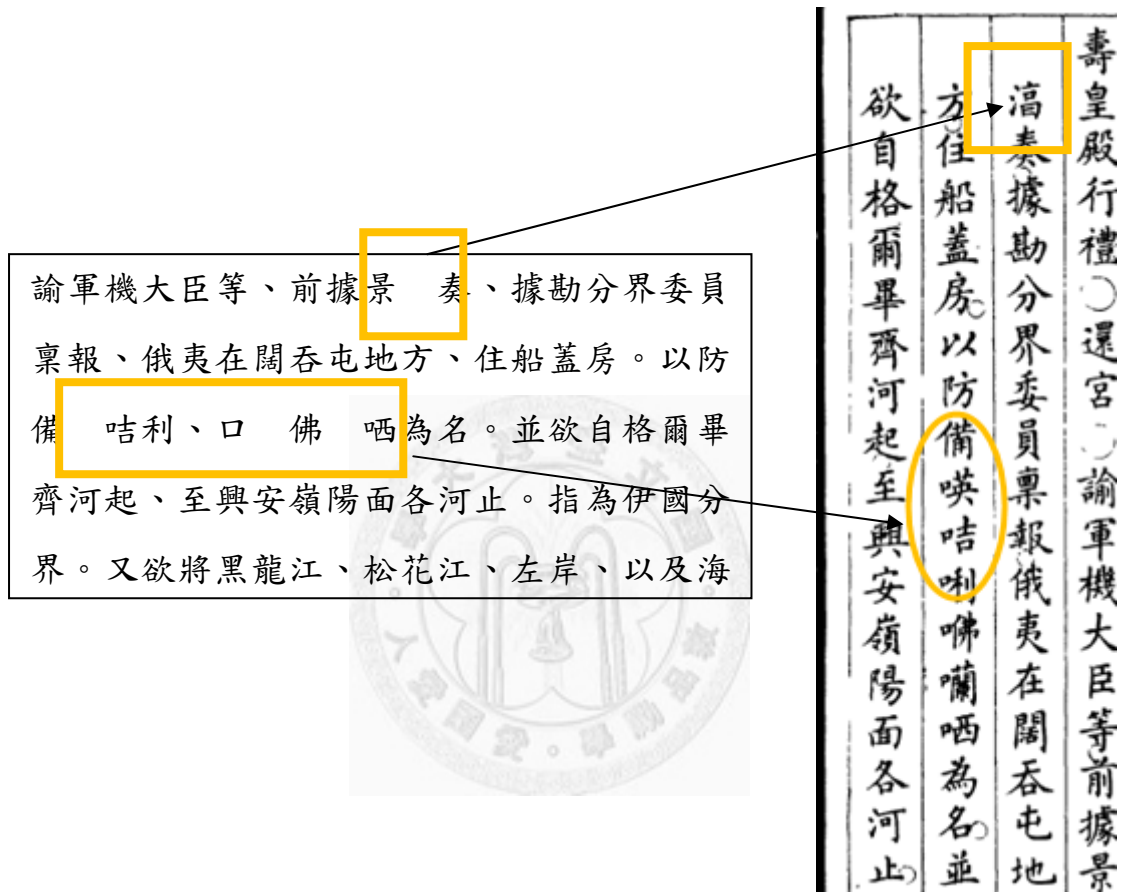 諭軍機大臣等、前據景　奏、據勘分界委員
稟報、俄夷在闊吞屯地方、住船蓋房。以防
備　咭利、口　佛　哂為名。並欲自格爾畢
齊河起、至興安嶺陽面各河止。指為伊國分
界。又欲將黑龍江、松花江、左岸、以及海
壽皇殿行禮○還宮○諭軍機大臣等前據景
滈奏據勘分界委員稟報俄夷在闊吞屯地
方住船蓋房以防備㖤咭唎㗔囒哂為名並
欲自格爾畢齊河起至興安嶺陽面各河止